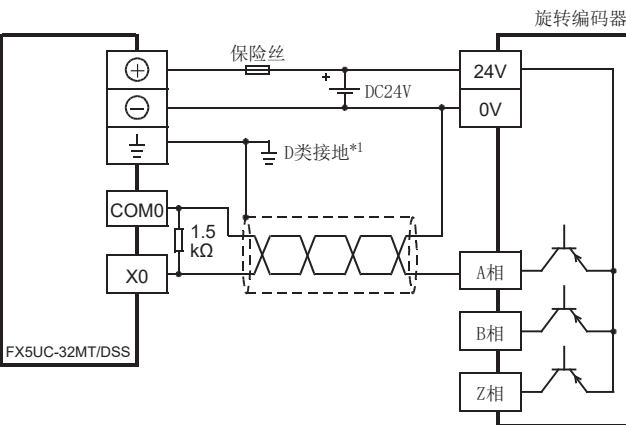 旋转编码器
保险丝
24V
+
DC24V
0V
D类接地*1
COM0
1.5
kΩ
X0
A相
B相
FX5UC-32MT/DSS
Z相